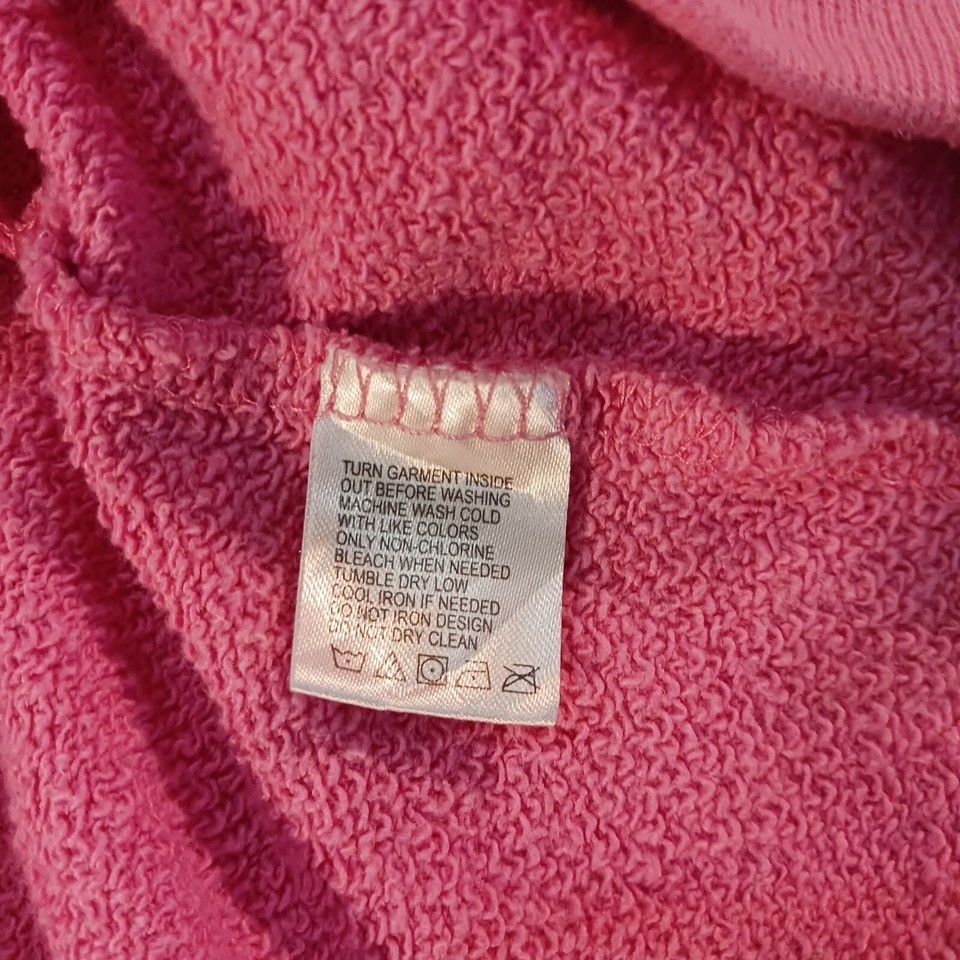 TURN GARMENT INSIDE
OUT BEFORE WASHING
MACHINE WASH COLD
WITH LIKE COLORS
ONLY NON-CHLORINE
BLEACH WHEN NEEDED
TUMBLE DRY LOW
COOL IRON IF NEEDED
DO NOT IRON DESIGN
DO NOT DRY CLEAN